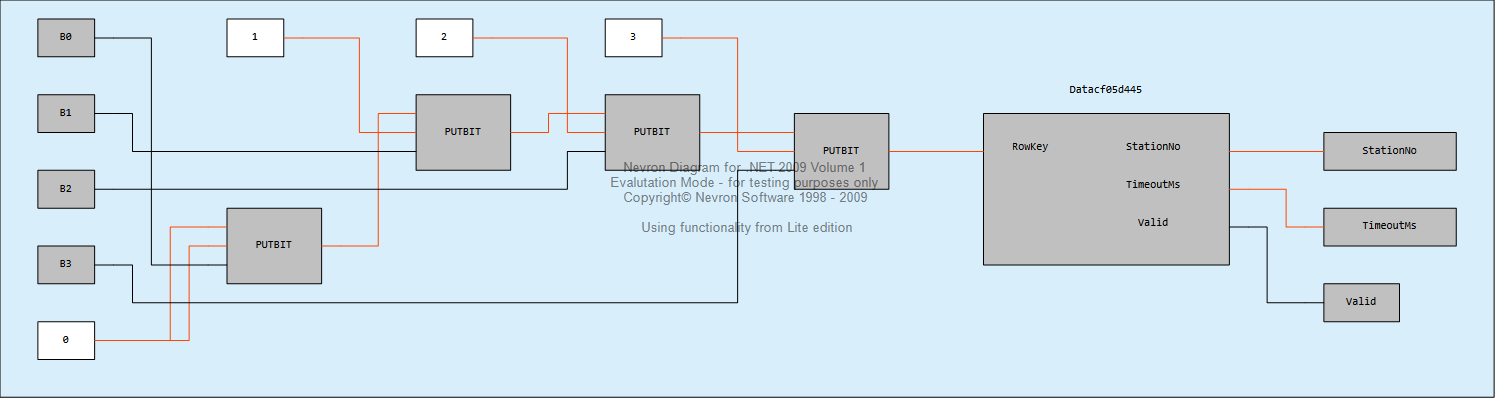 B0
1
2
3
Datacf05d445
B1
PUTBIT
PUTBIT
PUTBIT
RowKey
StationNo
StationNo
Nevron Diagram for .NET 2009 Volume 1
Evalutation Mode - for testing purposes only
Copyright© Nevron Software 1998 - 2009
Using functionality from Lite edition
B2
TimeoutMs
TimeoutMs
Valid
PUTBIT
B3
Valid
0